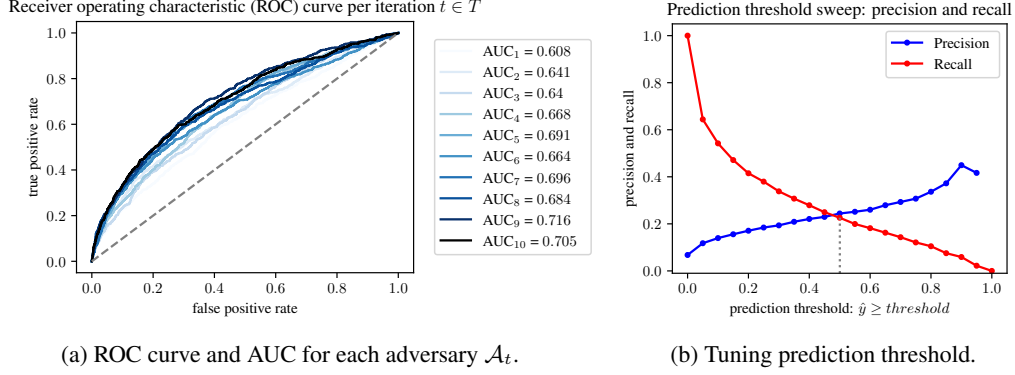 Receiver operating characteristic (ROC) curve per iteration t ∈ T
true positive rate
1.0
0.8
0.6
0.4
0.2
0.0
0.0 0.2 0.4 0.6 0.8 1.0
false positive rate
AUC₁ = 0.608
AUC₂ = 0.641
AUC₃ = 0.64
AUC₄ = 0.668
AUC₅ = 0.691
AUC₆ = 0.664
AUC₇ = 0.696
AUC₈ = 0.684
AUC₉ = 0.716
AUC₁₀ = 0.705
(a) ROC curve and AUC for each adversary 𝒜ₜ.
Prediction threshold sweep: precision and recall
precision and recall
1.0
0.8
0.6
0.4
0.2
0.0
Precision
Recall
0.0 0.2 0.4 0.6 0.8 1.0
prediction threshold: ŷ ≥ threshold
(b) Tuning prediction threshold.